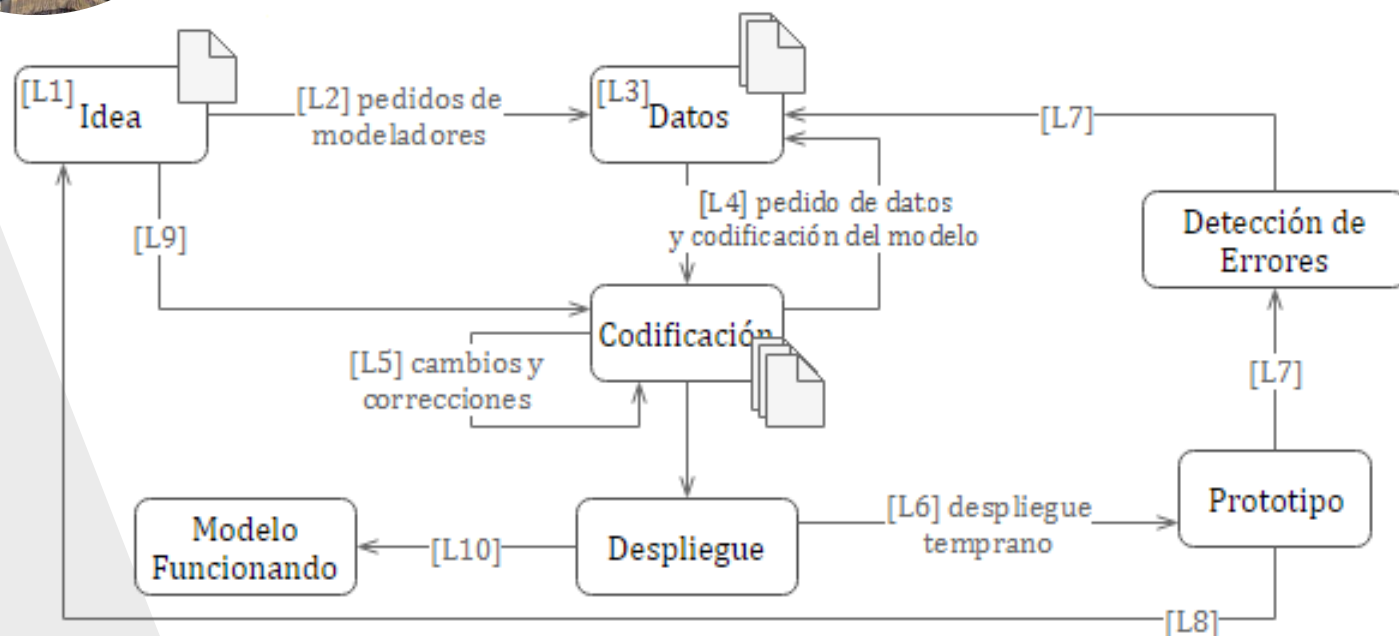 [L1]
Idea
[L2] pedidos de
modeladores
[L3]
Datos
[L7]
[L4] pedido de datos
y codificación del modelo
[L9]
Detección de
Errores
Codificación
[L5] cambios y
correcciones
[L7]
Modelo
Funcionando
[L10]
Despliegue
[L6] despliegue
temprano
Prototipo
[L8]